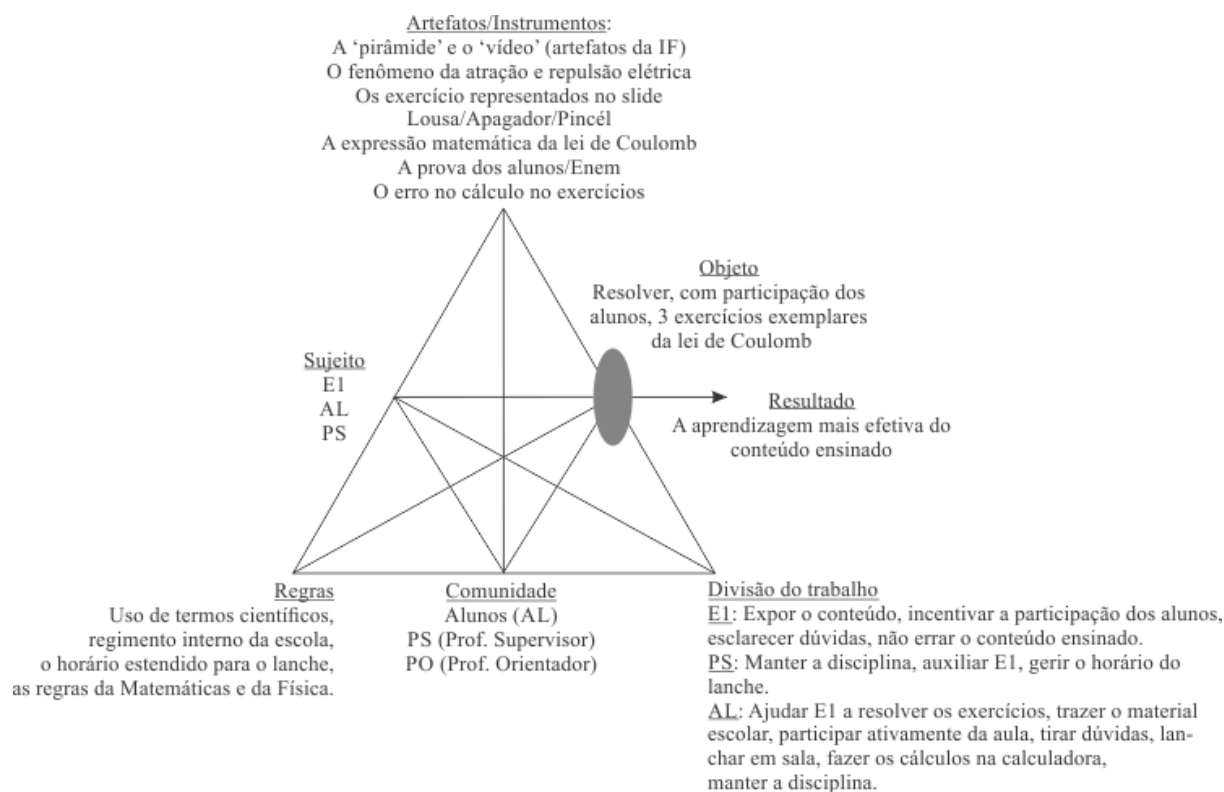 Artefatos/Instrumentos:
A ‘pirâmide’ e o ‘vídeo’ (artefatos da IF)
O fenômeno da atração e repulsão elétrica
Os exercício representados no slide
Lousa/Apagador/Pincél
A expressão matemática da lei de Coulomb
A prova dos alunos/Enem
O erro no cálculo no exercícios
Objeto
Resolver, com participação dos
alunos, 3 exercícios exemplares
da lei de Coulomb
Sujeito
E1
AL
PS
Resultado
A aprendizagem mais efetiva do
conteúdo ensinado
Regras
Uso de termos científicos,
regimento interno da escola,
o horário estendido para o lanche,
as regras da Matemáticas e da Física.
Comunidade
Alunos (AL)
PS (Prof. Supervisor)
PO (Prof. Orientador)
Divisão do trabalho
E1: Expor o conteúdo, incentivar a participação dos alunos,
esclarecer dúvidas, não errar o conteúdo ensinado.
PS: Manter a disciplina, auxiliar E1, gerir o horário do
lanche.
AL: Ajudar E1 a resolver os exercícios, trazer o material
escolar, participar ativamente da aula, tirar dúvidas, lan-
char em sala, fazer os cálculos na calculadora,
manter a disciplina.